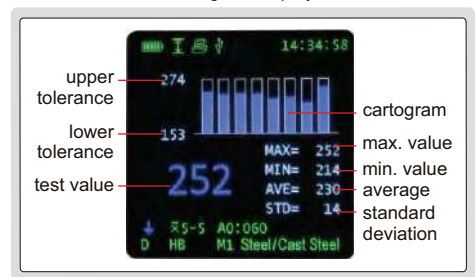 14:34:58
upper tolerance
274
cartogram
lower tolerance
153
MAX= 252
max. value
MIN= 214
min. value
test value
252
AVE= 230
average
STD= 14
standard deviation
x̅5-5 A0:060
D HB M1 Steel/Cast Steel